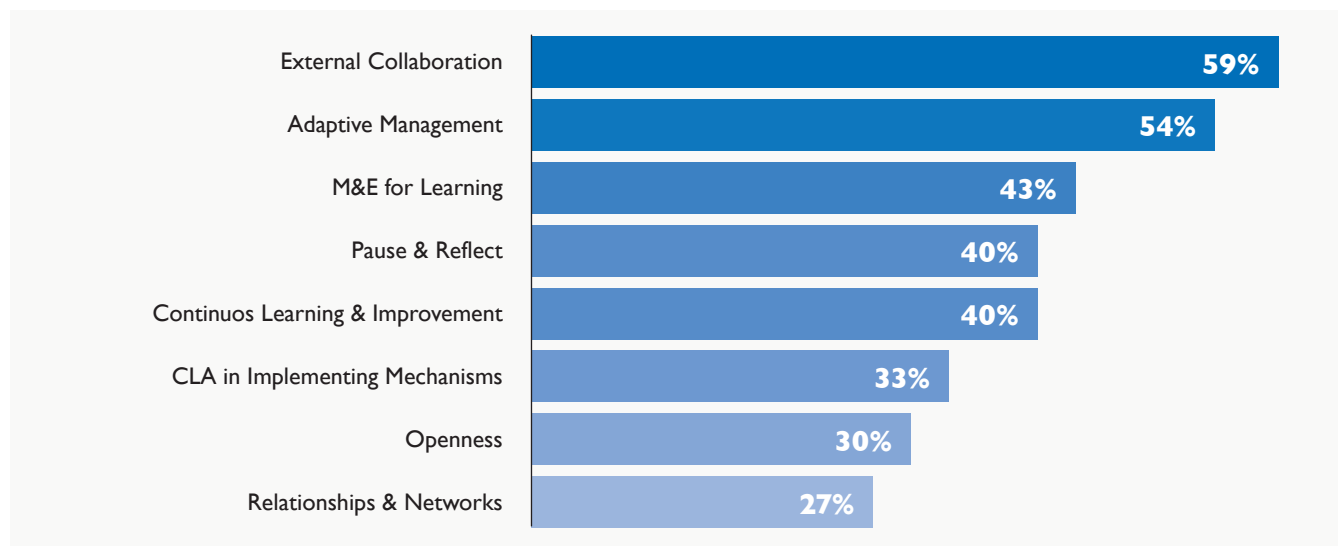 External Collaboration 59%
Adaptive Management 54%
M&E for Learning 43%
Pause & Reflect 40%
Continuos Learning & Improvement 40%
CLA in Implementing Mechanisms 33%
Openness 30%
Relationships & Networks 27%